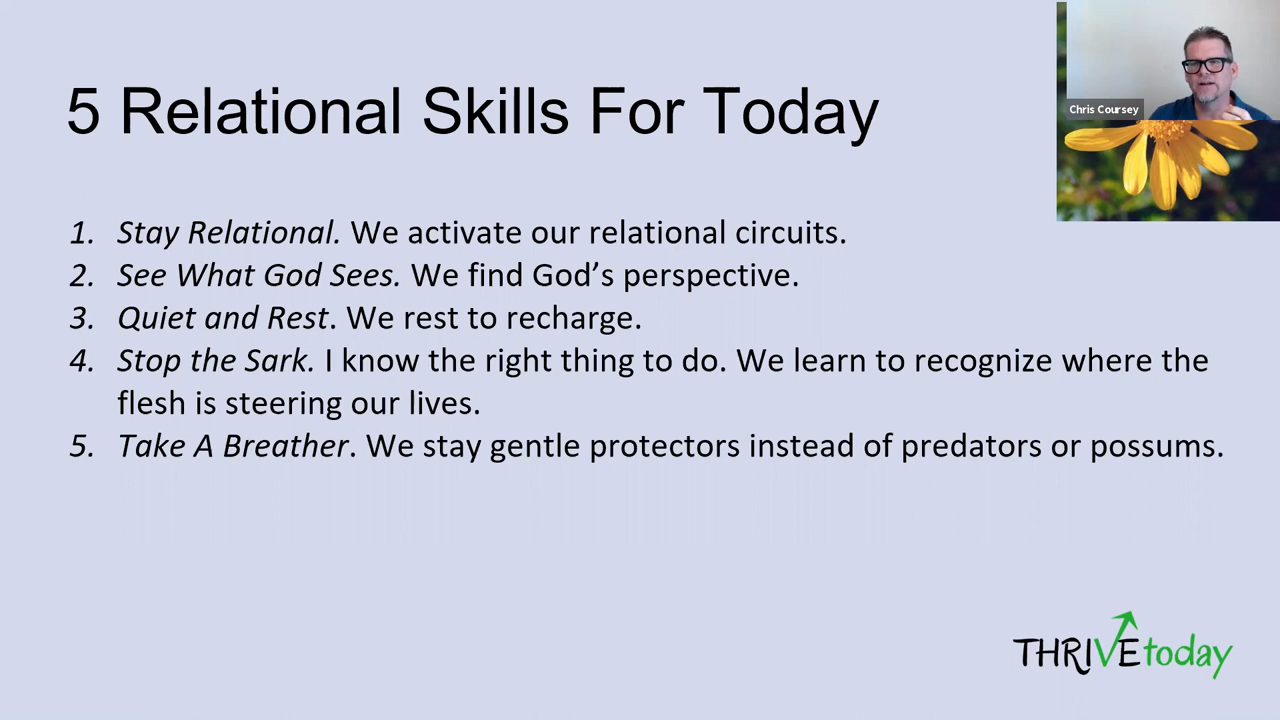 5 Relational Skills For Today
Chris Coursey
1. Stay Relational. We activate our relational circuits.
2. See What God Sees. We find God’s perspective.
3. Quiet and Rest. We rest to recharge.
4. Stop the Sark. I know the right thing to do. We learn to recognize where the
flesh is steering our lives.
5. Take A Breather. We stay gentle protectors instead of predators or possums.
THRIVEtoday